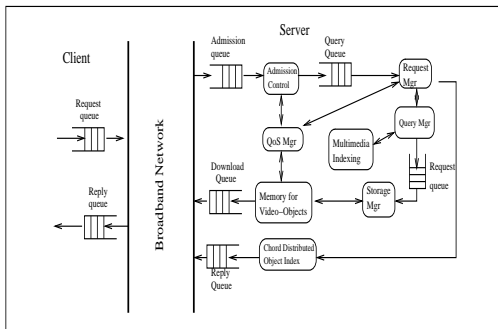 Client
Server
Admission
queue
Query
Queue
Admission
Control
Request
Mgr
Request
queue
QoS Mgr
Multimedia
Indexing
Query Mgr
Broadband Network
Download
Queue
Request
queue
Reply
queue
Memory for
Video-Objects
Storage
Mgr
Chord Distributed
Object Index
Reply
Queue